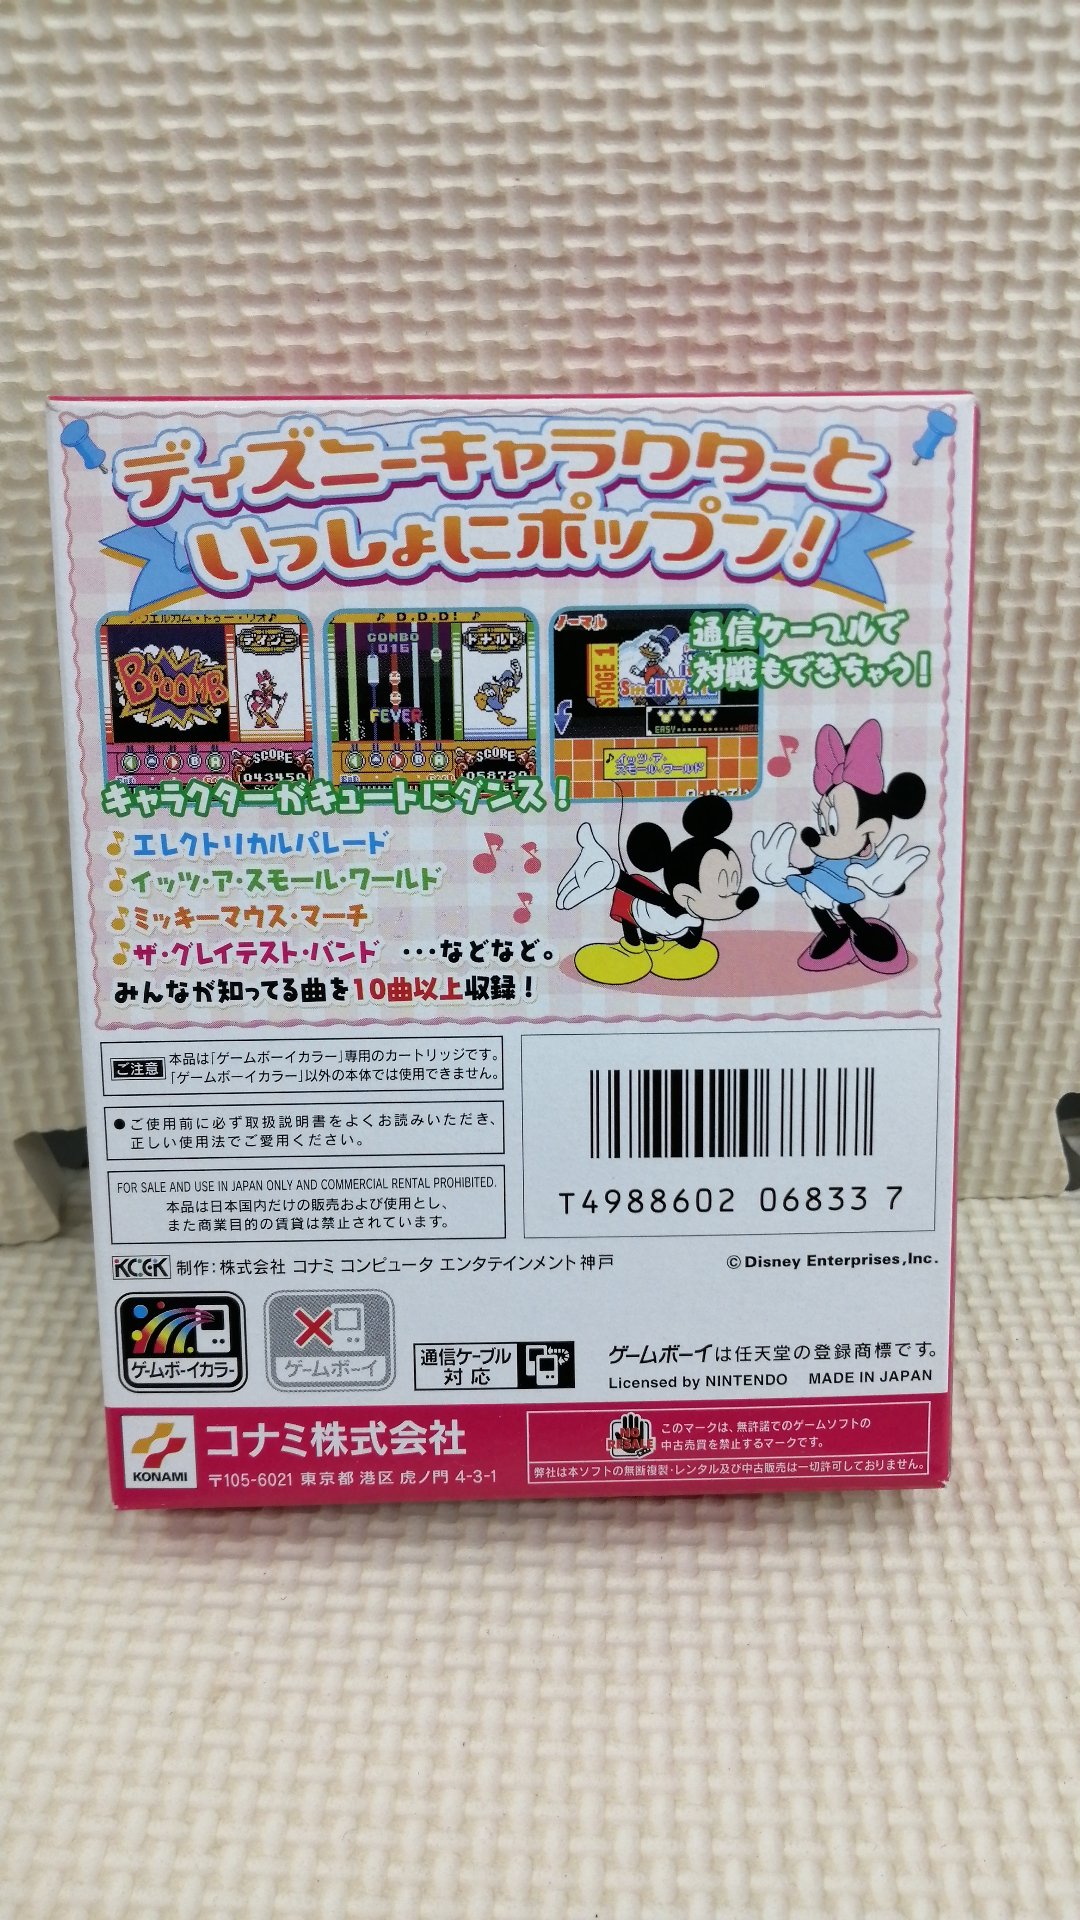 ディズニーキャラクターと
いっしょにポップン!
ウエルカム・トゥー・リオ♪
デイジー
BOOOMB
B A
SCORE
043450
♪ D.D.D! ♪
ドナルド
COMBO
016
FEVER
B A
SCORE
058720
ノーマル
STAGE 1
Small World
EASY
♪イッツ・ア・
スモール・ワールド
通信ケーブルで
対戦もできちゃう!
キャラクターがキュートにダンス!
♪エレクトリカルパレード
♪イッツ・ア・スモール・ワールド
♪ミッキーマウス・マーチ
♪ザ・グレイテスト・バンド …などなど。
みんなが知ってる曲を10曲以上収録!
ご注意 本品は「ゲームボーイカラー」専用のカートリッジです。
「ゲームボーイカラー」以外の本体では使用できません。
●ご使用前に必ず取扱説明書をよくお読みいただき、
正しい使用法でご愛用ください。
FOR SALE AND USE IN JAPAN ONLY AND COMMERCIAL RENTAL PROHIBITED.
本品は日本国内だけの販売および使用とし、
また商業目的の賃貸は禁止されています。
T4988602 06833 7
KCEK 制作:株式会社 コナミ コンピュータ エンタテインメント 神戸
©Disney Enterprises,Inc.
ゲームボーイカラー
ゲームボーイ
通信ケーブル
対応
ゲームボーイは任天堂の登録商標です。
Licensed by NINTENDO MADE IN JAPAN
KONAMI
コナミ株式会社
〒105-6021 東京都 港区 虎ノ門 4-3-1
NO RESALE
このマークは、無許諾でのゲームソフトの
中古売買を禁止するマークです。
弊社は本ソフトの無断複製・レンタル及び中古販売は一切許可しておりません。